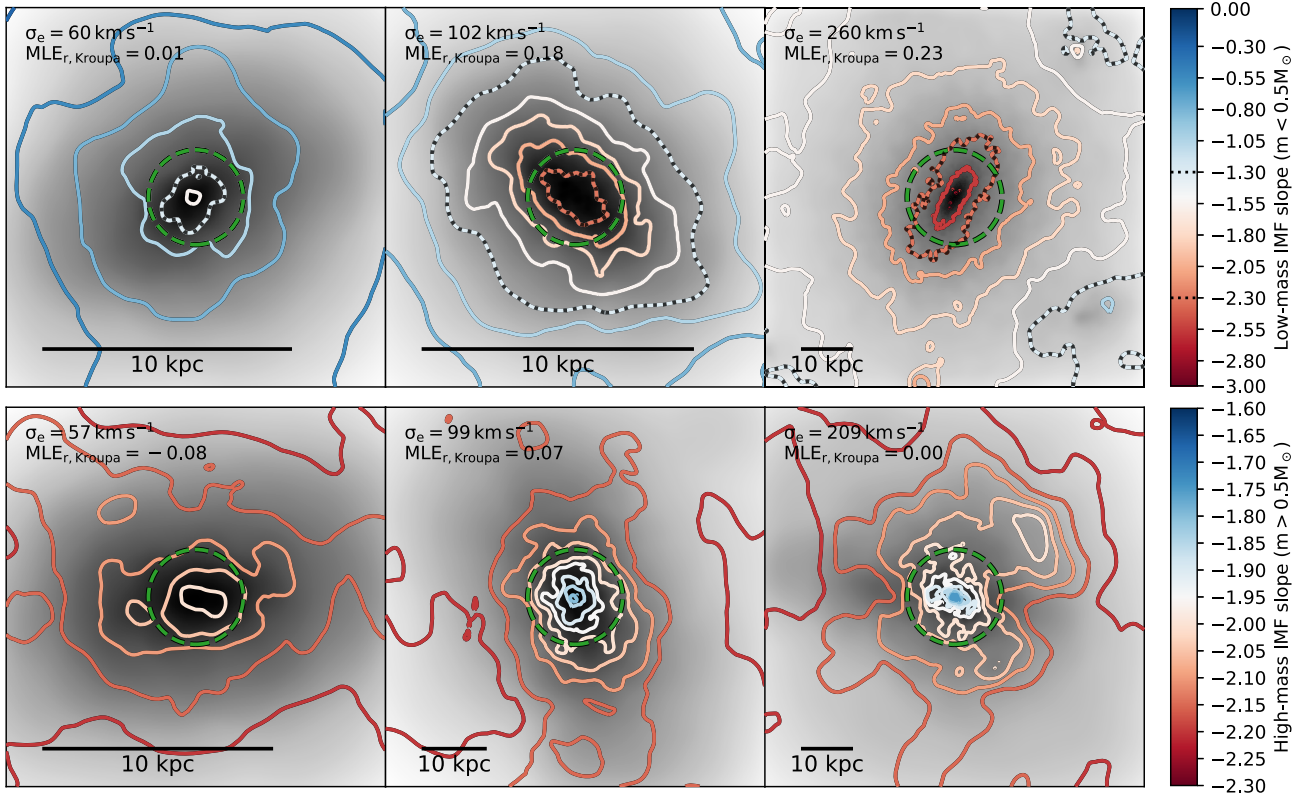 σe = 60 km s−1
MLEr, Kroupa = 0.01
10 kpc
σe = 102 km s−1
MLEr, Kroupa = 0.18
10 kpc
σe = 260 km s−1
MLEr, Kroupa = 0.23
10 kpc
0.00
−0.30
−0.55
−0.80
−1.05
−1.30
−1.55
−1.80
−2.05
−2.30
−2.55
−2.80
−3.00
Low-mass IMF slope (m < 0.5M⊙)
σe = 57 km s−1
MLEr, Kroupa = −0.08
10 kpc
σe = 99 km s−1
MLEr, Kroupa = 0.07
10 kpc
σe = 209 km s−1
MLEr, Kroupa = 0.00
10 kpc
−1.60
−1.65
−1.70
−1.75
−1.80
−1.85
−1.90
−1.95
−2.00
−2.05
−2.10
−2.15
−2.20
−2.25
−2.30
High-mass IMF slope (m > 0.5M⊙)